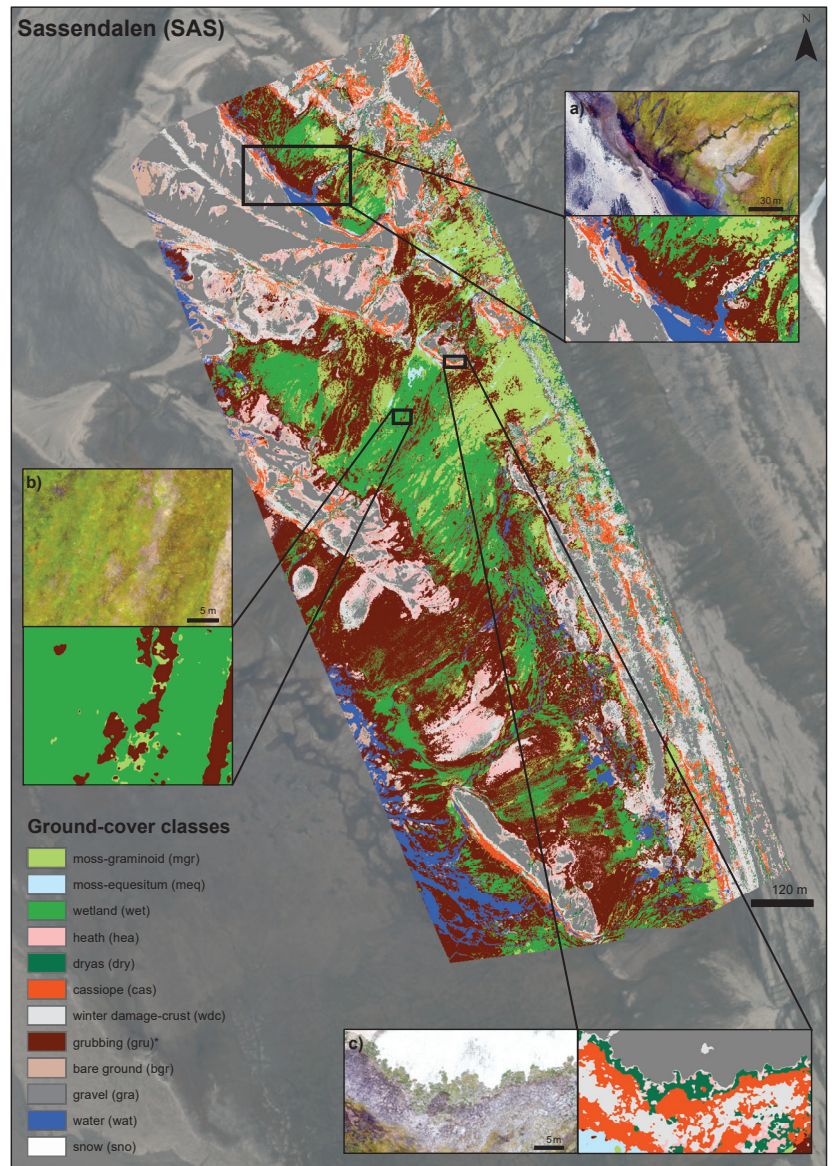 Sassendalen (SAS)
N
a)
30 m
b)
5 m
Ground-cover classes
moss-graminoid (mgr)
moss-equesitum (meq)
wetland (wet)
heath (hea)
dryas (dry)
cassiope (cas)
winter damage-crust (wdc)
grubbing (gru)*
bare ground (bgr)
gravel (gra)
water (wat)
snow (sno)
120 m
c)
5 m